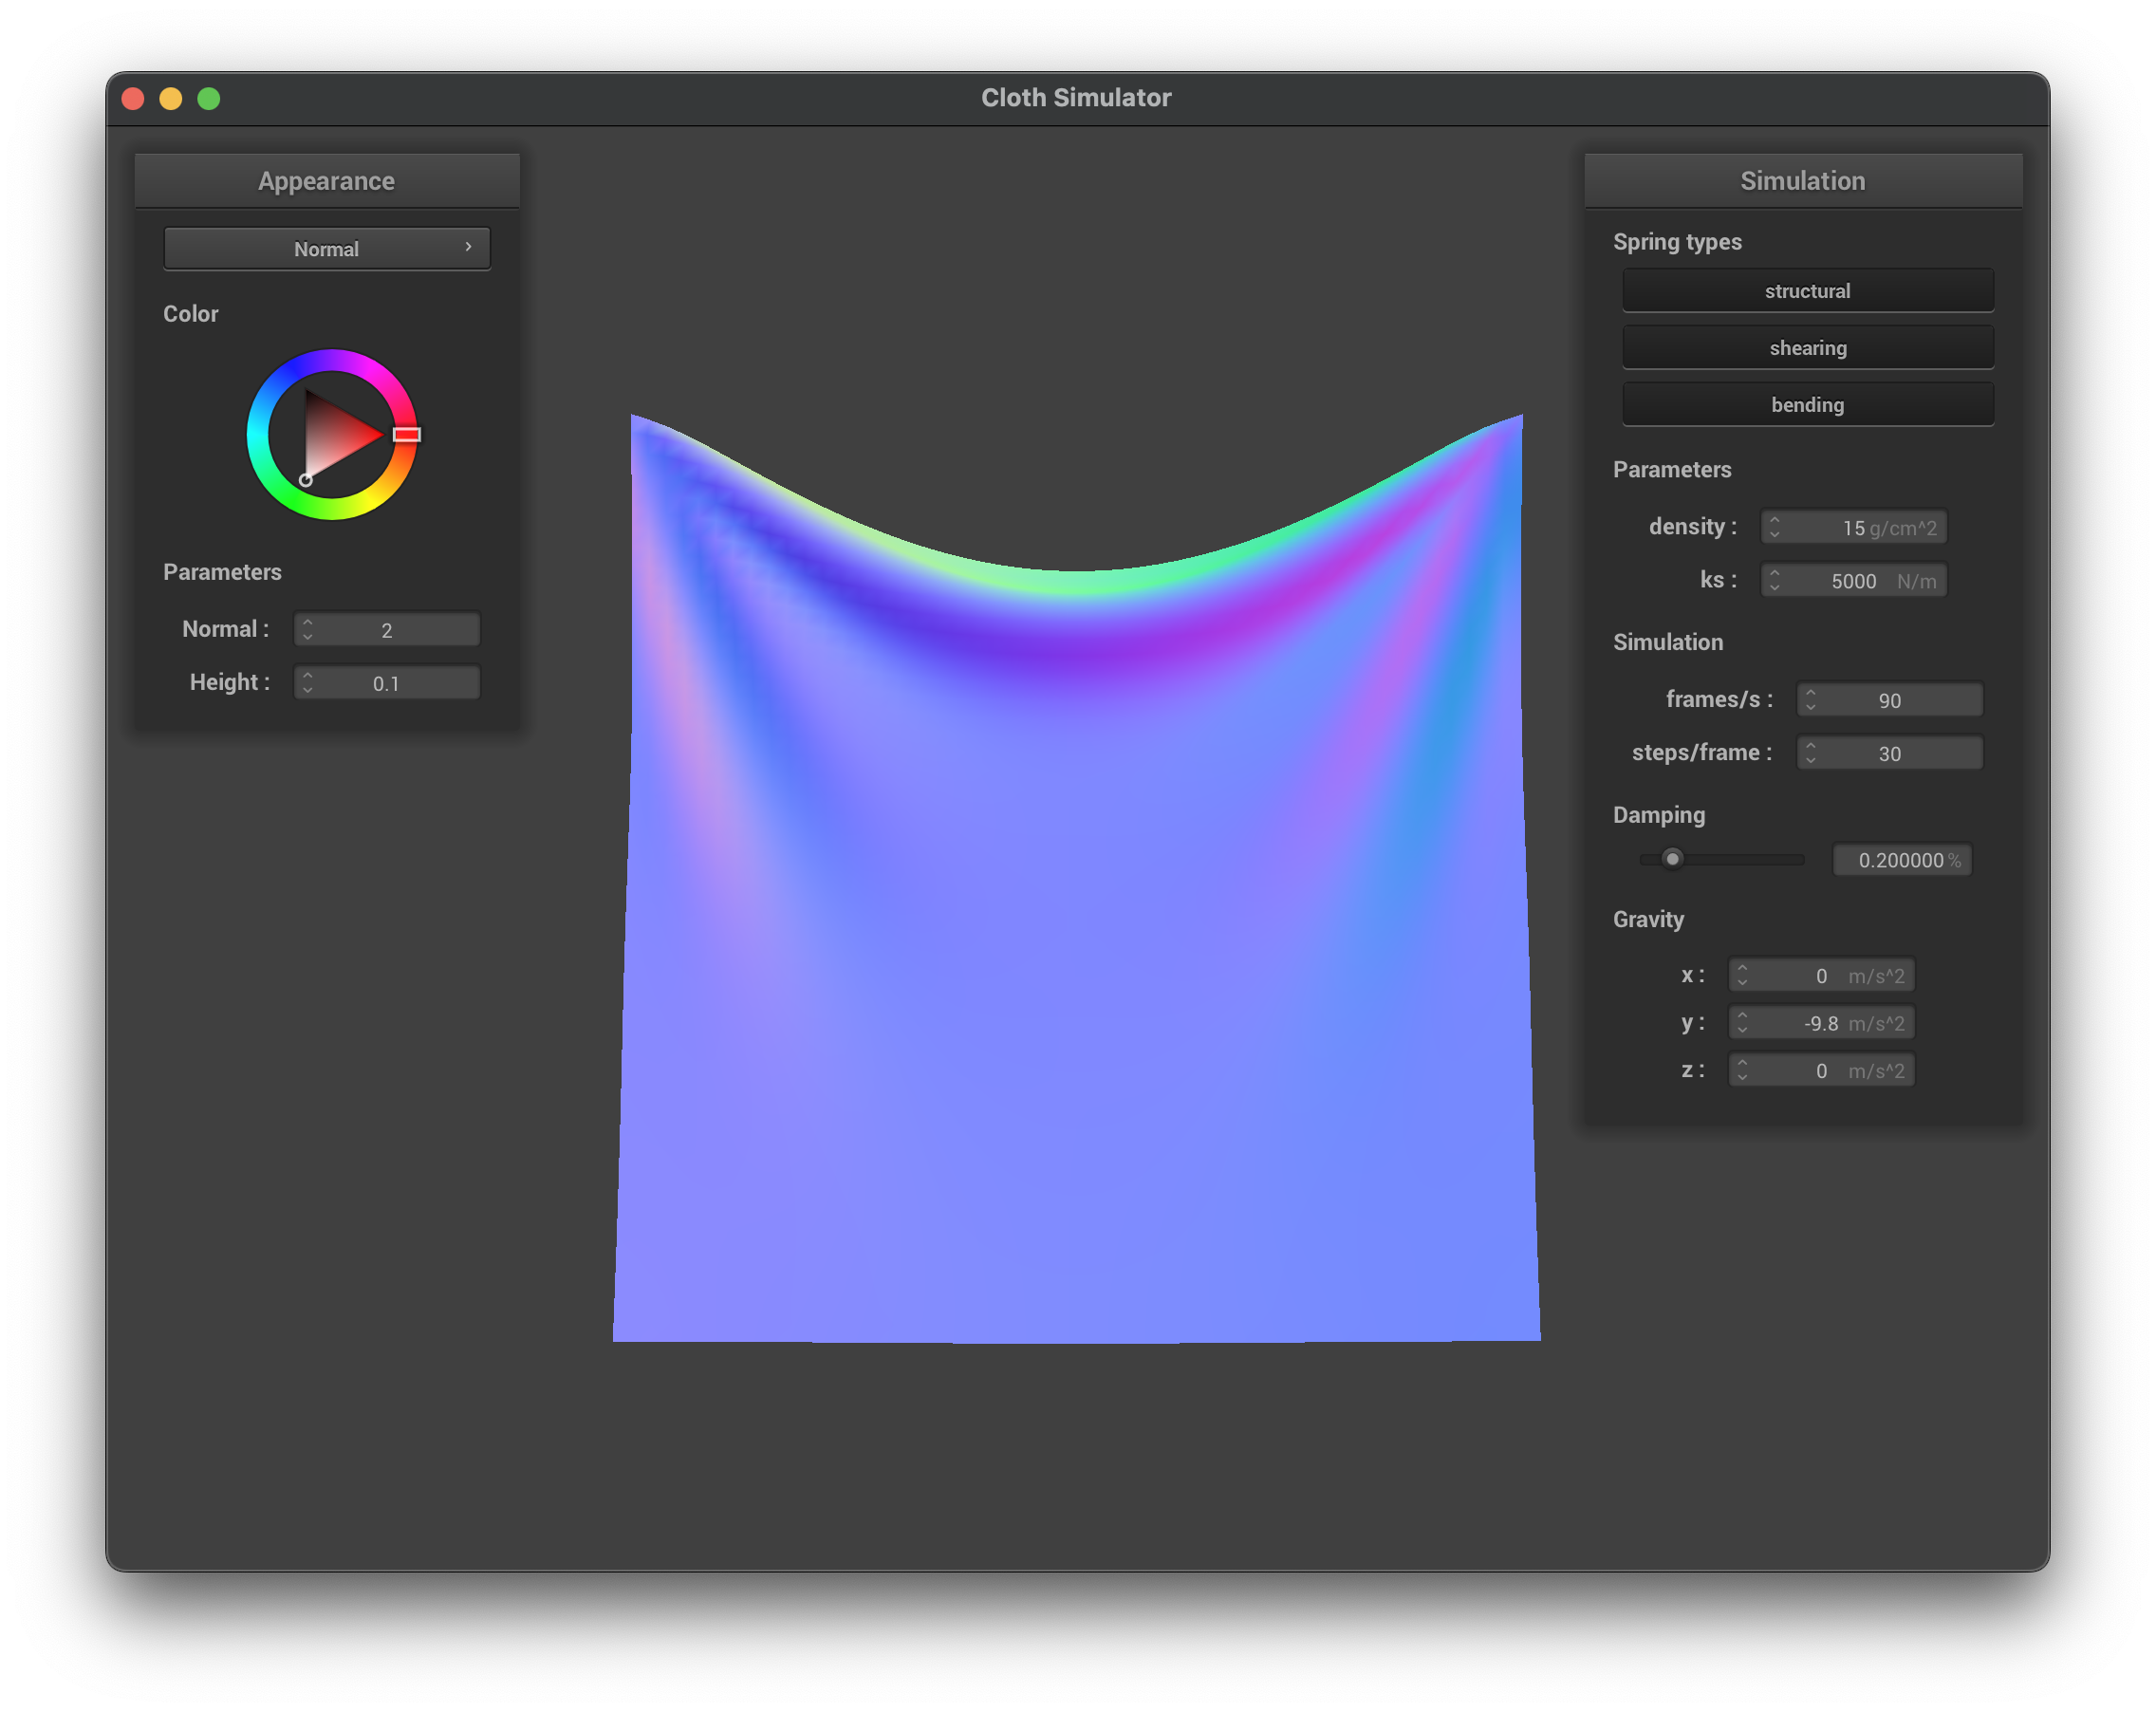 Cloth Simulator
Appearance
Normal
Color
Parameters
Normal : 2
Height : 0.1
Simulation
Spring types
structural
shearing
bending
Parameters
density : 15 g/cm^2
ks : 5000 N/m
Simulation
frames/s : 90
steps/frame : 30
Damping
0.200000 %
Gravity
x : 0 m/s^2
y : -9.8 m/s^2
z : 0 m/s^2